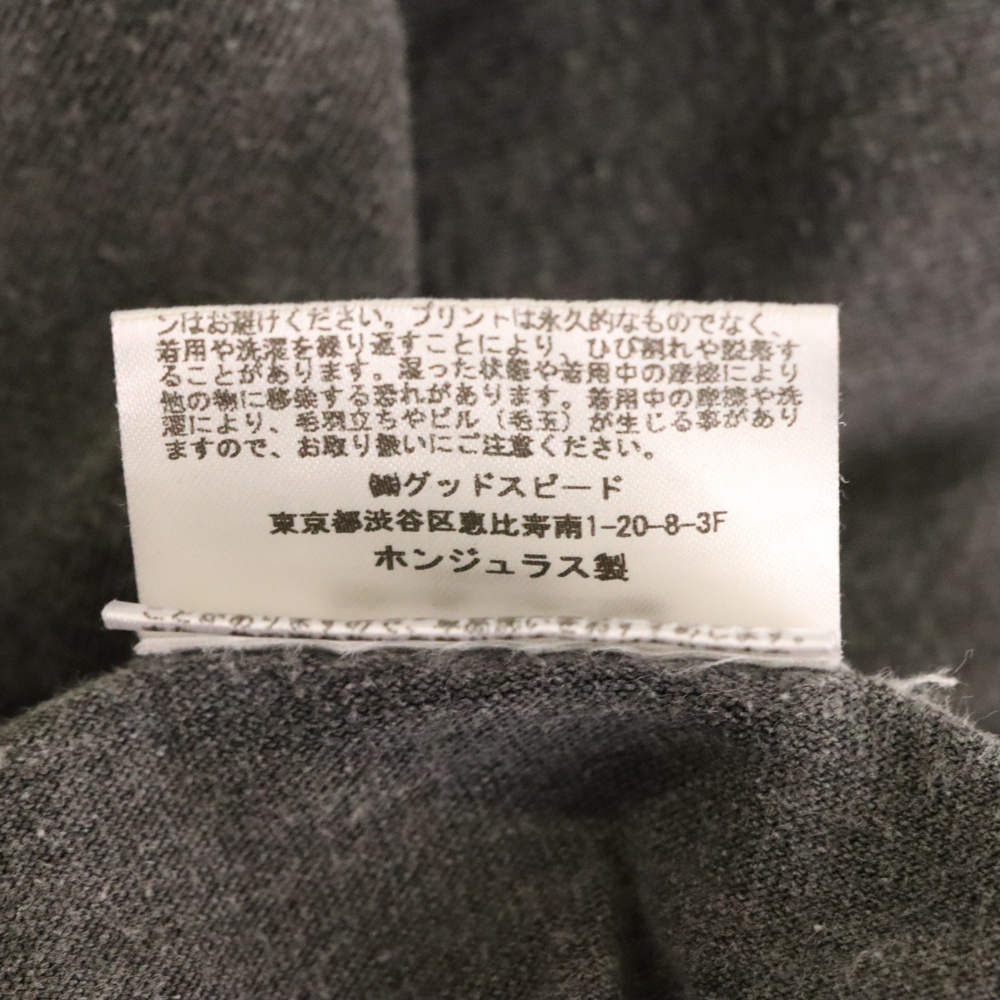 ンはお避けください。プリントは永久的なものでなく、
着用や洗濯を繰り返すことにより、ひび割れや脱落す
ることがあります。湿った状態や着用中の摩擦により
他の物に移染する恐れがあります。着用中の摩擦や洗
濯により、毛羽立ちやピル（毛玉）が生じる事があり
ますので、お取り扱いにご注意ください。
㈱グッドスピード
東京都渋谷区恵比寿南1-20-8-3F
ホンジュラス製